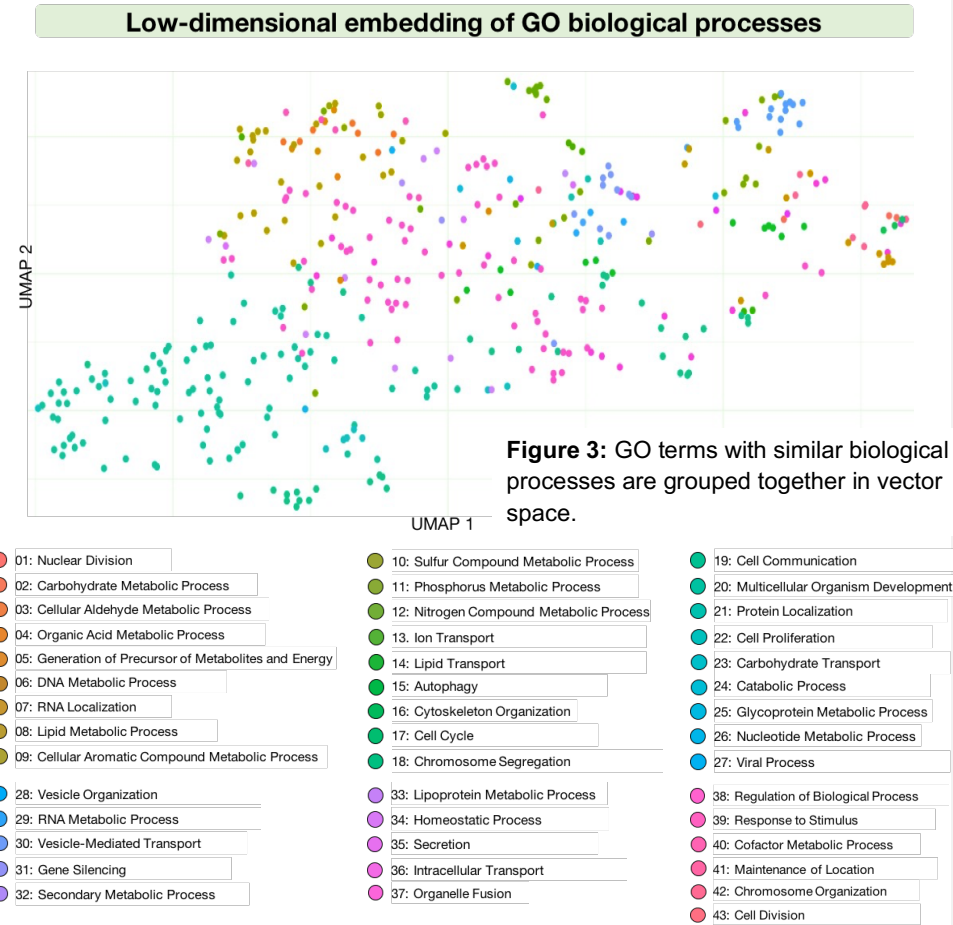 Low-dimensional embedding of GO biological processes
UMAP 2
UMAP 1
Figure 3: GO terms with similar biological
processes are grouped together in vector
space.
01: Nuclear Division
02: Carbohydrate Metabolic Process
03: Cellular Aldehyde Metabolic Process
04: Organic Acid Metabolic Process
05: Generation of Precursor of Metabolites and Energy
06: DNA Metabolic Process
07: RNA Localization
08: Lipid Metabolic Process
09: Cellular Aromatic Compound Metabolic Process
10: Sulfur Compound Metabolic Process
11: Phosphorus Metabolic Process
12: Nitrogen Compound Metabolic Process
13: Ion Transport
14: Lipid Transport
15: Autophagy
16: Cytoskeleton Organization
17: Cell Cycle
18: Chromosome Segregation
19: Cell Communication
20: Multicellular Organism Development
21: Protein Localization
22: Cell Proliferation
23: Carbohydrate Transport
24: Catabolic Process
25: Glycoprotein Metabolic Process
26: Nucleotide Metabolic Process
27: Viral Process
28: Vesicle Organization
29: RNA Metabolic Process
30: Vesicle-Mediated Transport
31: Gene Silencing
32: Secondary Metabolic Process
33: Lipoprotein Metabolic Process
34: Homeostatic Process
35: Secretion
36: Intracellular Transport
37: Organelle Fusion
38: Regulation of Biological Process
39: Response to Stimulus
40: Cofactor Metabolic Process
41: Maintenance of Location
42: Chromosome Organization
43: Cell Division